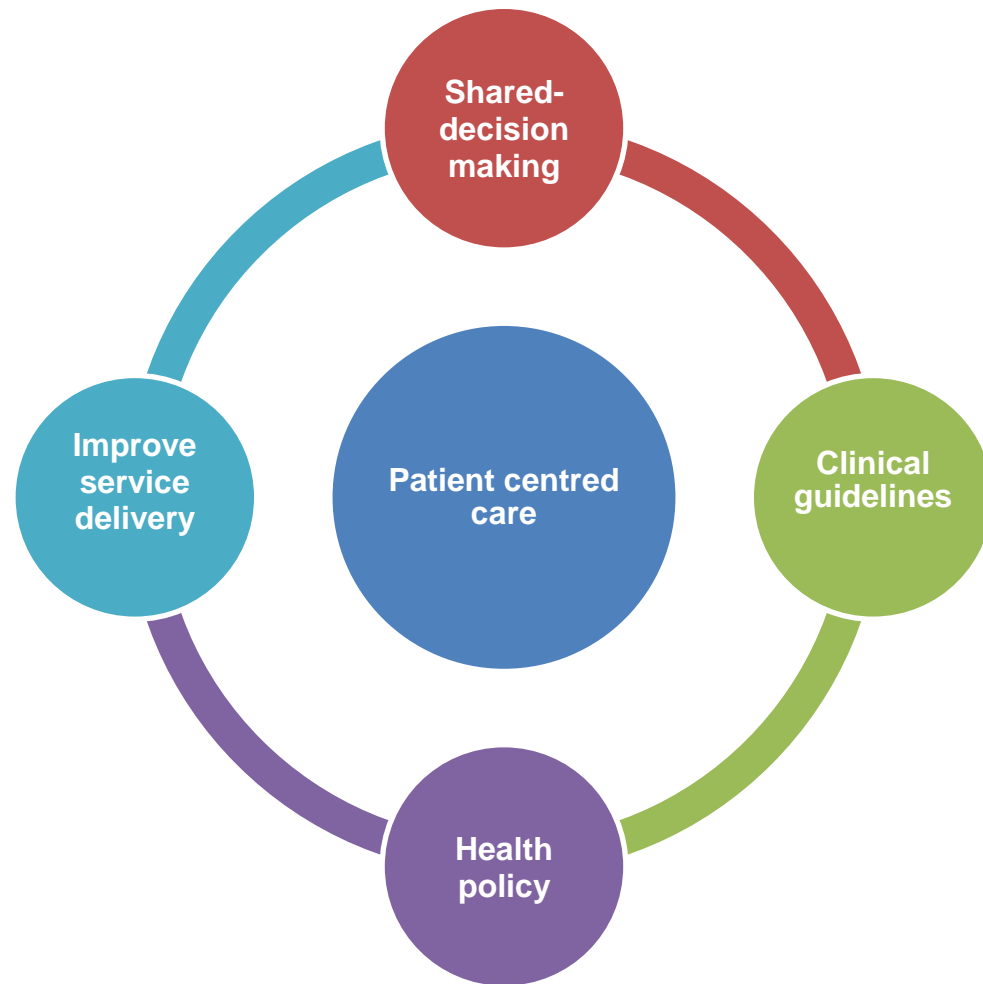 Shared-
decision
making
Improve
service
delivery
Patient centred
care
Clinical
guidelines
Health
policy